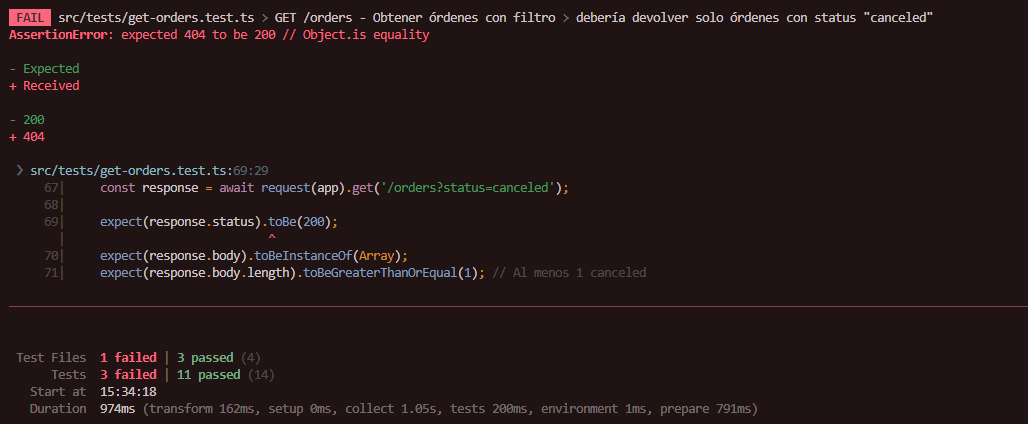 FAIL src/tests/get-orders.test.ts > GET /orders - Obtener órdenes con filtro > debería devolver solo órdenes con status "canceled"
AssertionError: expected 404 to be 200 // Object.is equality
- Expected
+ Received
- 200
+ 404
❯ src/tests/get-orders.test.ts:69:29
67| const response = await request(app).get('/orders?status=canceled');
68|
69| expect(response.status).toBe(200);
| ^
70| expect(response.body).toBeInstanceOf(Array);
71| expect(response.body.length).toBeGreaterThanOrEqual(1); // Al menos 1 canceled
Test Files 1 failed | 3 passed (4)
Tests 3 failed | 11 passed (14)
Start at 15:34:18
Duration 974ms (transform 162ms, setup 0ms, collect 1.05s, tests 200ms, environment 1ms, prepare 791ms)